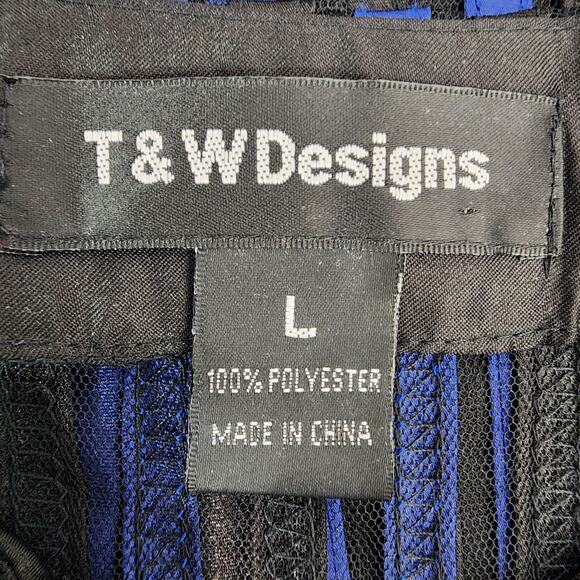 T & W Designs
L
100% POLYESTER
MADE IN CHINA